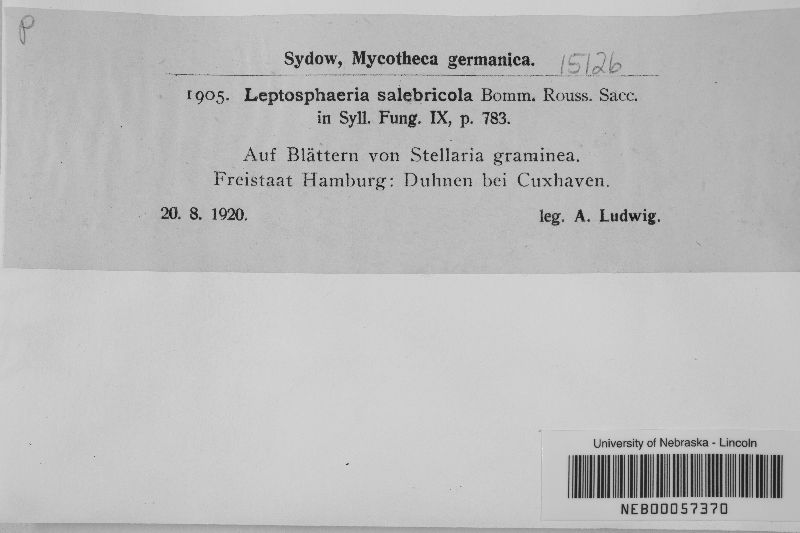 P
Sydow, Mycotheca germanica. 15126
1905. Leptosphaeria salebricola Bomm. Rouss. Sacc.
in Syll. Fung. IX, p. 783.
Auf Blättern von Stellaria graminea.
Freistaat Hamburg: Duhnen bei Cuxhaven.
20. 8. 1920. leg. A. Ludwig.
University of Nebraska - Lincoln
NEB00057370